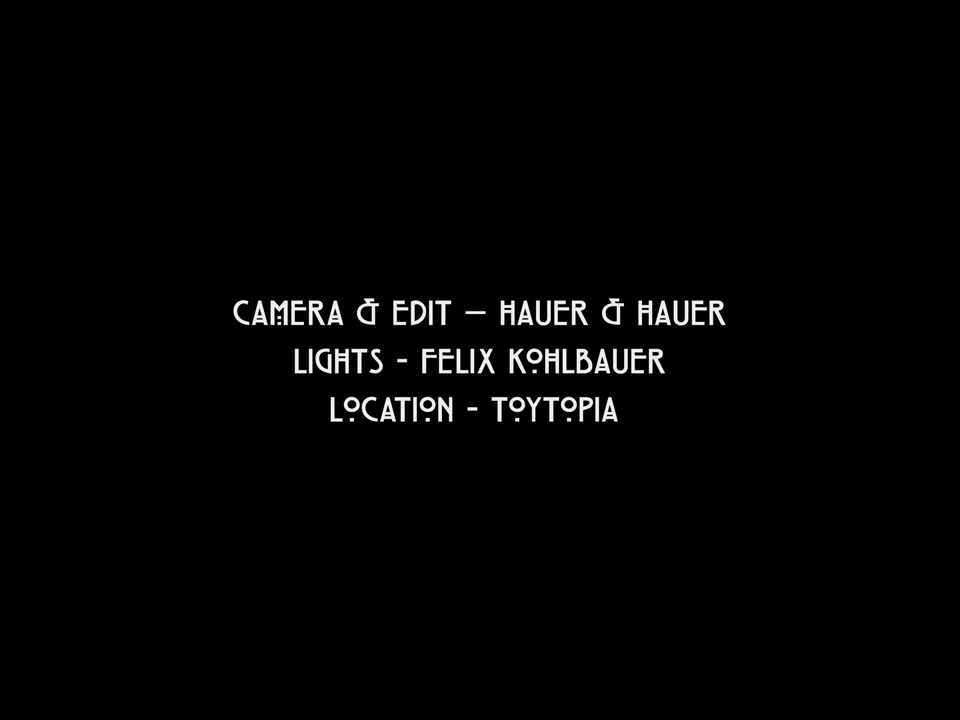 CAMERA & EDIT – HAUER & HAUER
LIGHTS - FELIX KOHLBAUER
LOCATION - TOYTOPIA